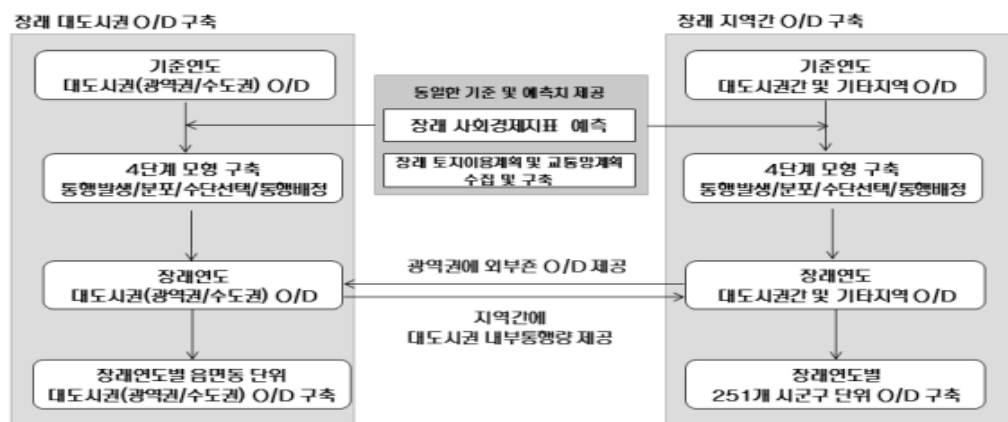 장래 대도시권 O/D 구축
기준연도
대도시권(광역권/수도권) O/D
4단계 모형 구축
통행발생/분포/수단선택/통행배정
장래연도
대도시권(광역권/수도권) O/D
장래연도별 읍면동 단위
대도시권(광역권/수도권) O/D 구축
동일한 기준 및 예측치 제공
장래 사회경제지표 예측
장래 토지이용계획 및 교통망계획
수집 및 구축
광역권에 외부존 O/D 제공
지역간에
대도시권 내부통행량 제공
장래 지역간 O/D 구축
기준연도
대도시권간 및 기타지역 O/D
4단계 모형 구축
통행발생/분포/수단선택/통행배정
장래연도
대도시권간 및 기타지역 O/D
장래연도별
251개 시군구 단위 O/D 구축